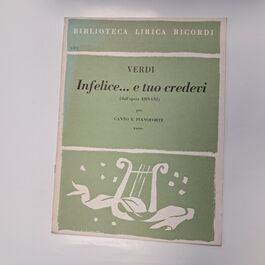 BIBLIOTECA LIRICA RICORDI
VERDI
Infelice... e tuo credevi
(dall'opera ERNANI)
per
CANTO E PIANOFORTE